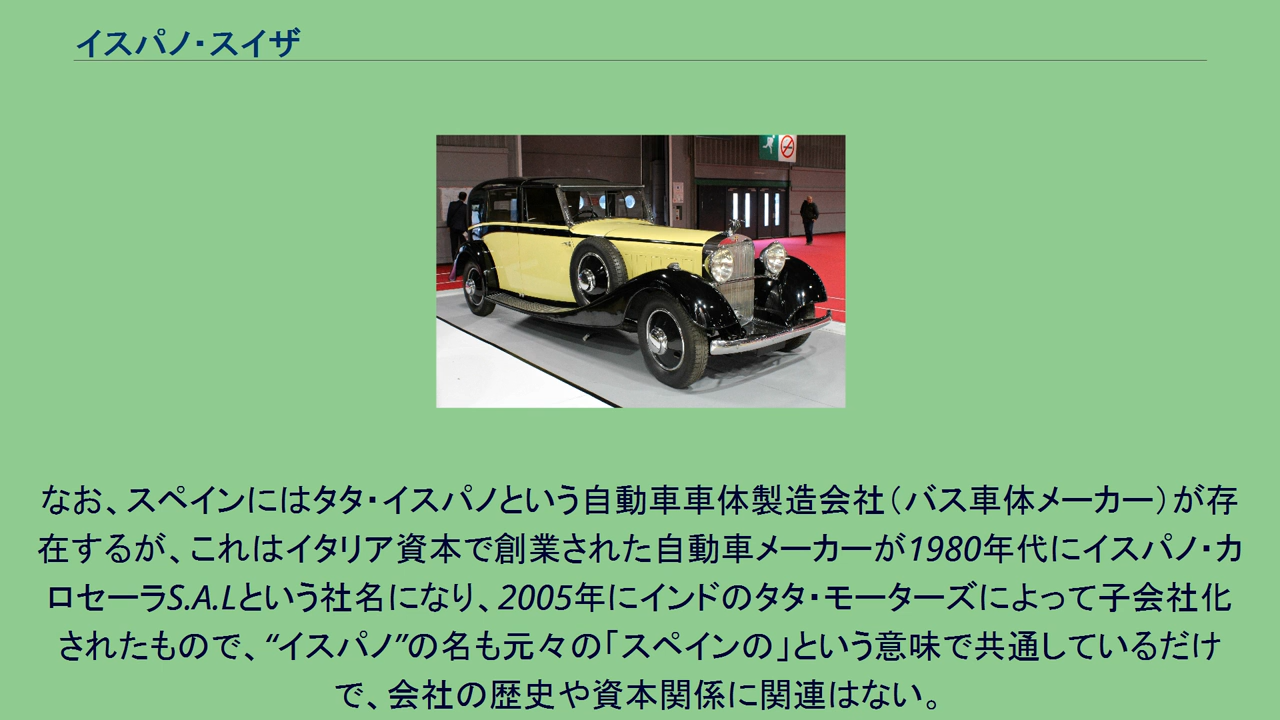 イスパノ・スイザ
なお、スペインにはタタ・イスパノという自動車車体製造会社（バス車体メーカー）が存
在するが、これはイタリア資本で創業された自動車メーカーが1980年代にイスパノ・カ
ロセーラS.A.Lという社名になり、2005年にインドのタタ・モーターズによって子会社化
されたもので、“イスパノ”の名も元々の「スペインの」という意味で共通しているだけ
で、会社の歴史や資本関係に関連はない。